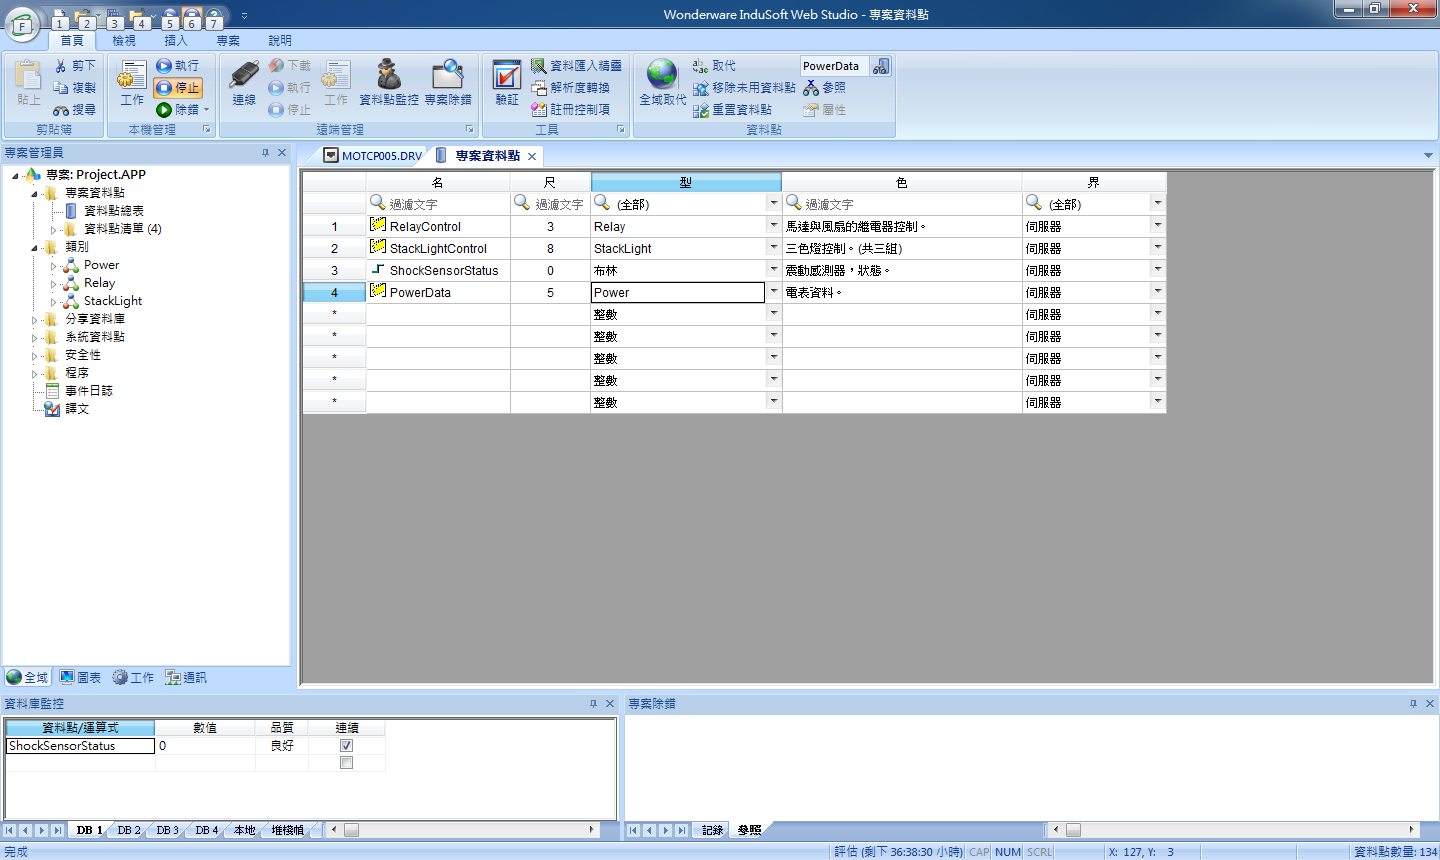 Wonderware InduSoft Web Studio - 專案資料點
F 1 2 3 4 5 6 7
首頁 檢視 插入 專案 說明
貼上 剪下 複製 搜尋 剪貼簿
工作 執行 停止 除錯 本機管理
連線 下載 執行 停止 工作 資料點監控 專案除錯 遠端管理
驗証 資料匯入精靈 解析度轉換 註冊控制項 工具
全域取代 取代 移除未用資料點 重置資料點 PowerData 參照 屬性 資料點
專案管理員
專案: Project.APP
專案資料點
資料點總表
資料點清單 (4)
類別
Power
Relay
StackLight
分享資料庫
系統資料點
安全性
程序
事件日誌
譯文
全域 圖表 工作 通訊
MOTCP005.DRV 專案資料點
名 尺 型 色 界
過濾文字 過濾文字 (全部) 過濾文字 (全部)
1 RelayControl 3 Relay 馬達與風扇的繼電器控制。 伺服器
2 StackLightControl 8 StackLight 三色燈控制。(共三組) 伺服器
3 ShockSensorStatus 0 布林 震動感測器，狀態。 伺服器
4 PowerData 5 Power 電表資料。 伺服器
* 整數 伺服器
* 整數 伺服器
* 整數 伺服器
* 整數 伺服器
* 整數 伺服器
資料庫監控
資料點/運算式 數值 品質 連續
ShockSensorStatus 0 良好
DB 1 DB 2 DB 3 DB 4 本地 堆棧幀
專案除錯
記錄 參照
完成 評估 (剩下 36:38:30 小時) CAP NUM SCRL X: 127, Y: 3 資料點數量: 134